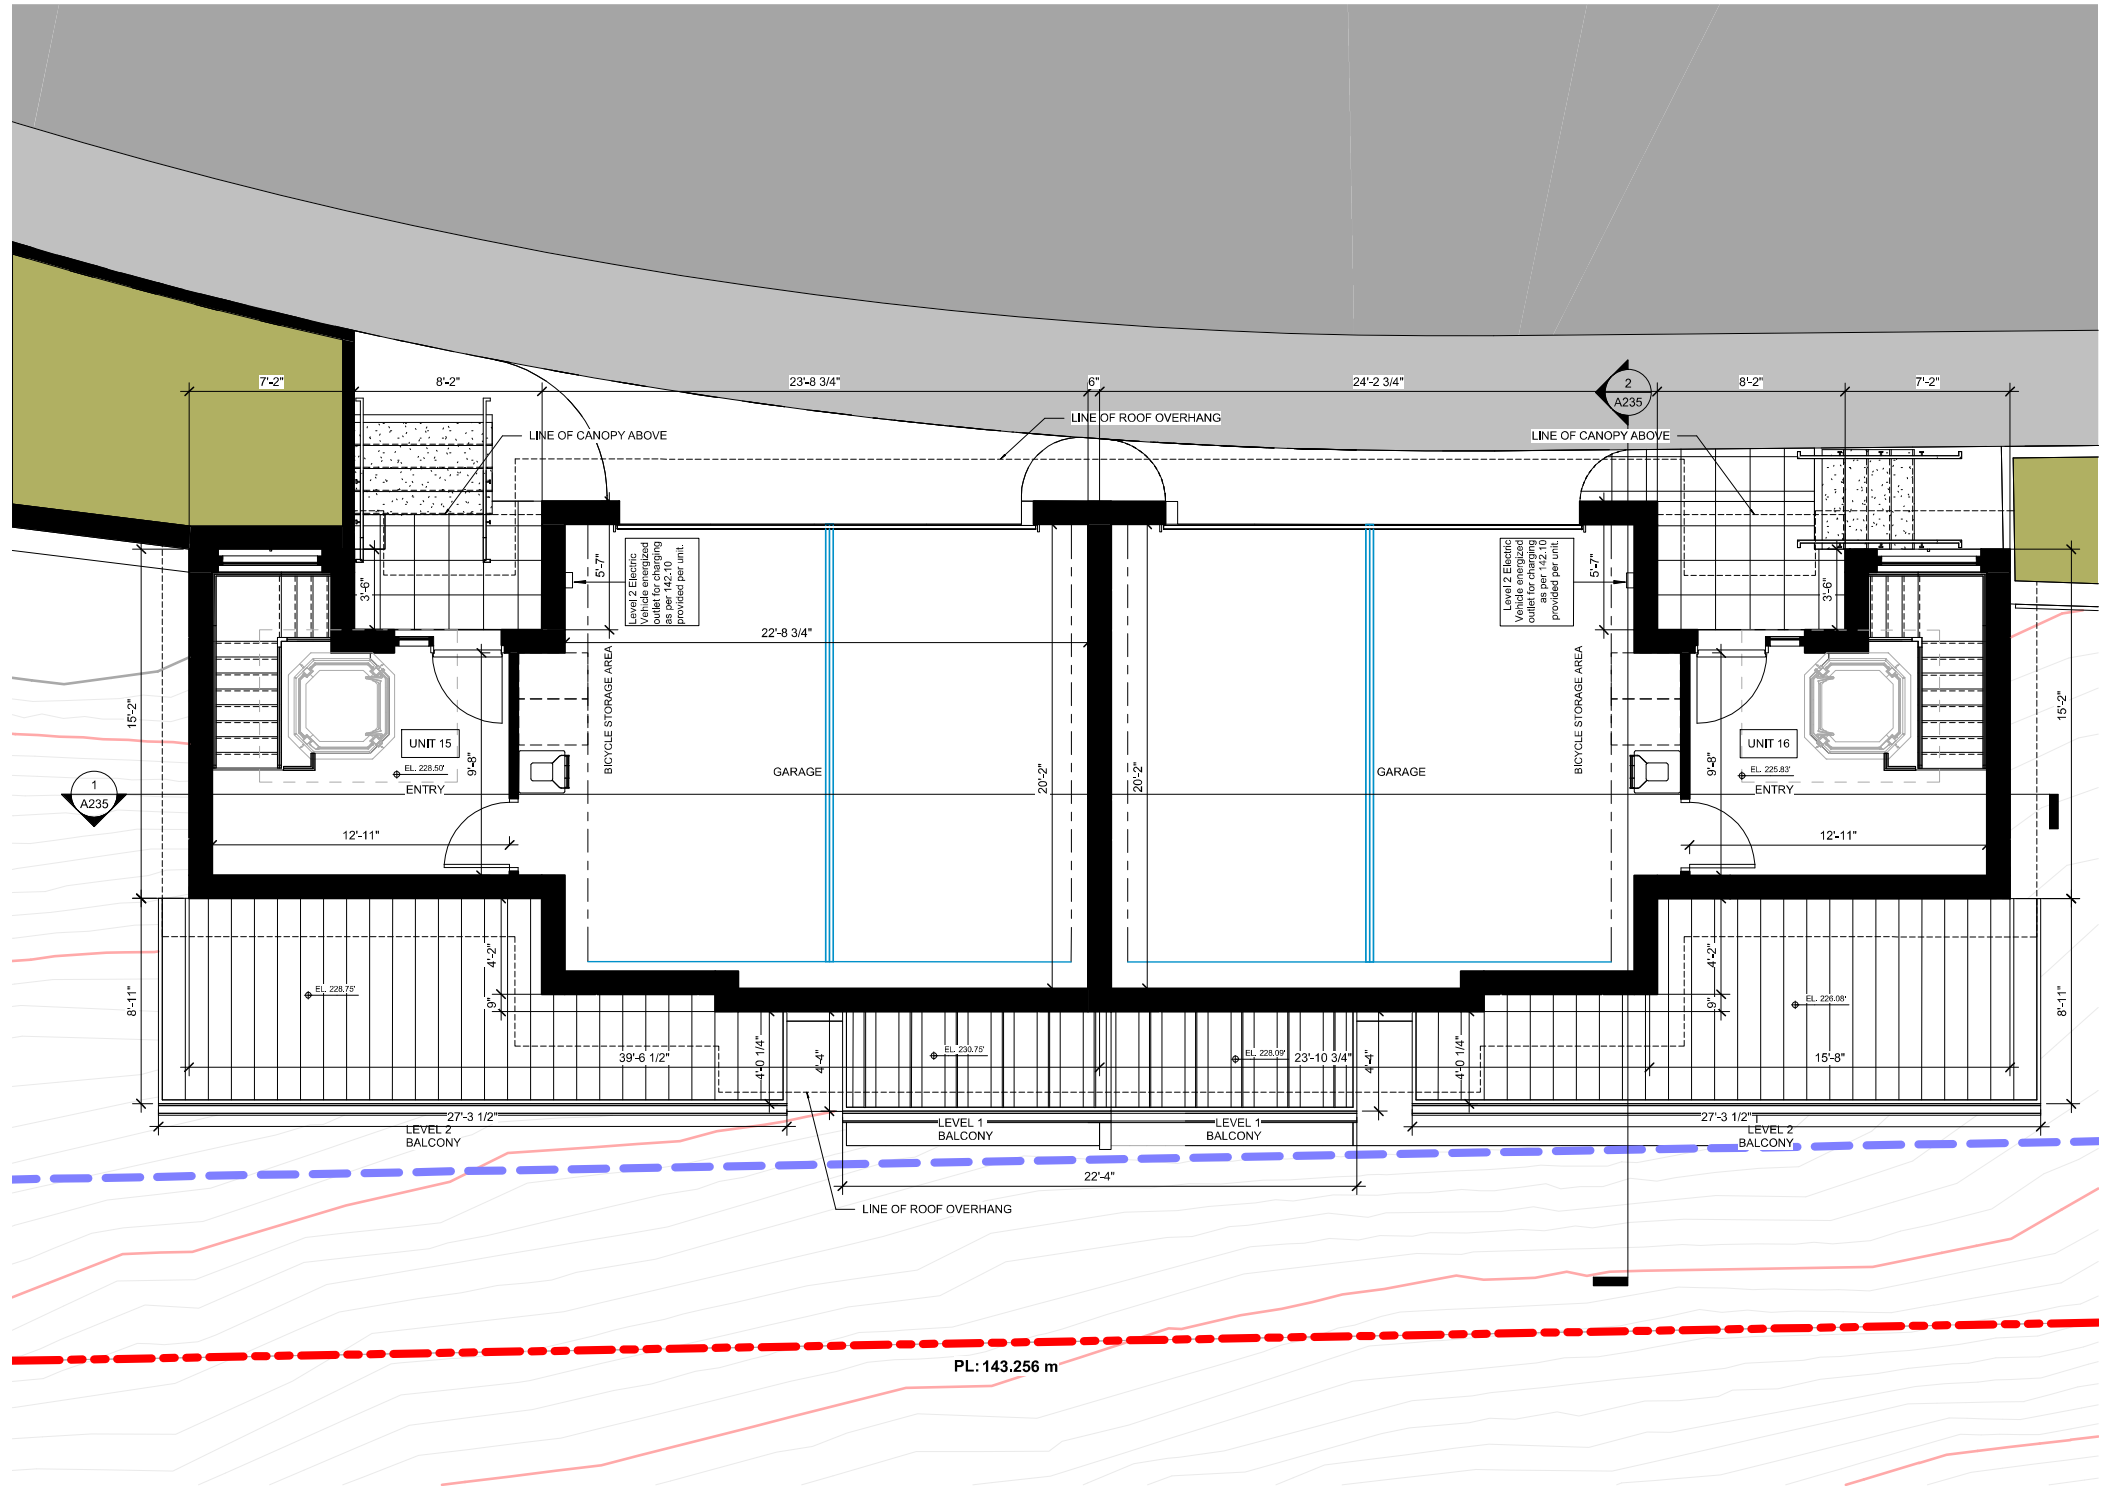 7'-2"
8'-2"
23'-8 3/4"
6"
24'-2 3/4"
2
A235
8'-2"
7'-2"
LINE OF ROOF OVERHANG
LINE OF CANOPY ABOVE
LINE OF CANOPY ABOVE
3'-6"
5'-7"
Level 2 Electric
Vehicle energized
outlet for charging
as per 142.10
provided per unit.
Level 2 Electric
Vehicle energized
outlet for charging
as per 142.10
provided per unit.
5'-7"
3'-6"
22'-8 3/4"
BICYCLE STORAGE AREA
BICYCLE STORAGE AREA
15'-2"
15'-2"
UNIT 15
UNIT 16
EL. 228.50'
EL. 225.83'
ENTRY
ENTRY
9'-8"
9'-8"
GARAGE
GARAGE
20'-2"
20'-2"
1
A235
12'-11"
12'-11"
4'-2"
4'-2"
9"
9"
8'-11"
8'-11"
EL. 228.75'
EL. 226.08'
39'-6 1/2"
4'-0 1/4"
4'-4"
EL. 230.75'
EL. 228.09'
23'-10 3/4"
4'-4"
4'-0 1/4"
15'-8"
27'-3 1/2"
LEVEL 2
BALCONY
LEVEL 1
BALCONY
LEVEL 1
BALCONY
27'-3 1/2"
LEVEL 2
BALCONY
22'-4"
LINE OF ROOF OVERHANG
PL: 143.256 m